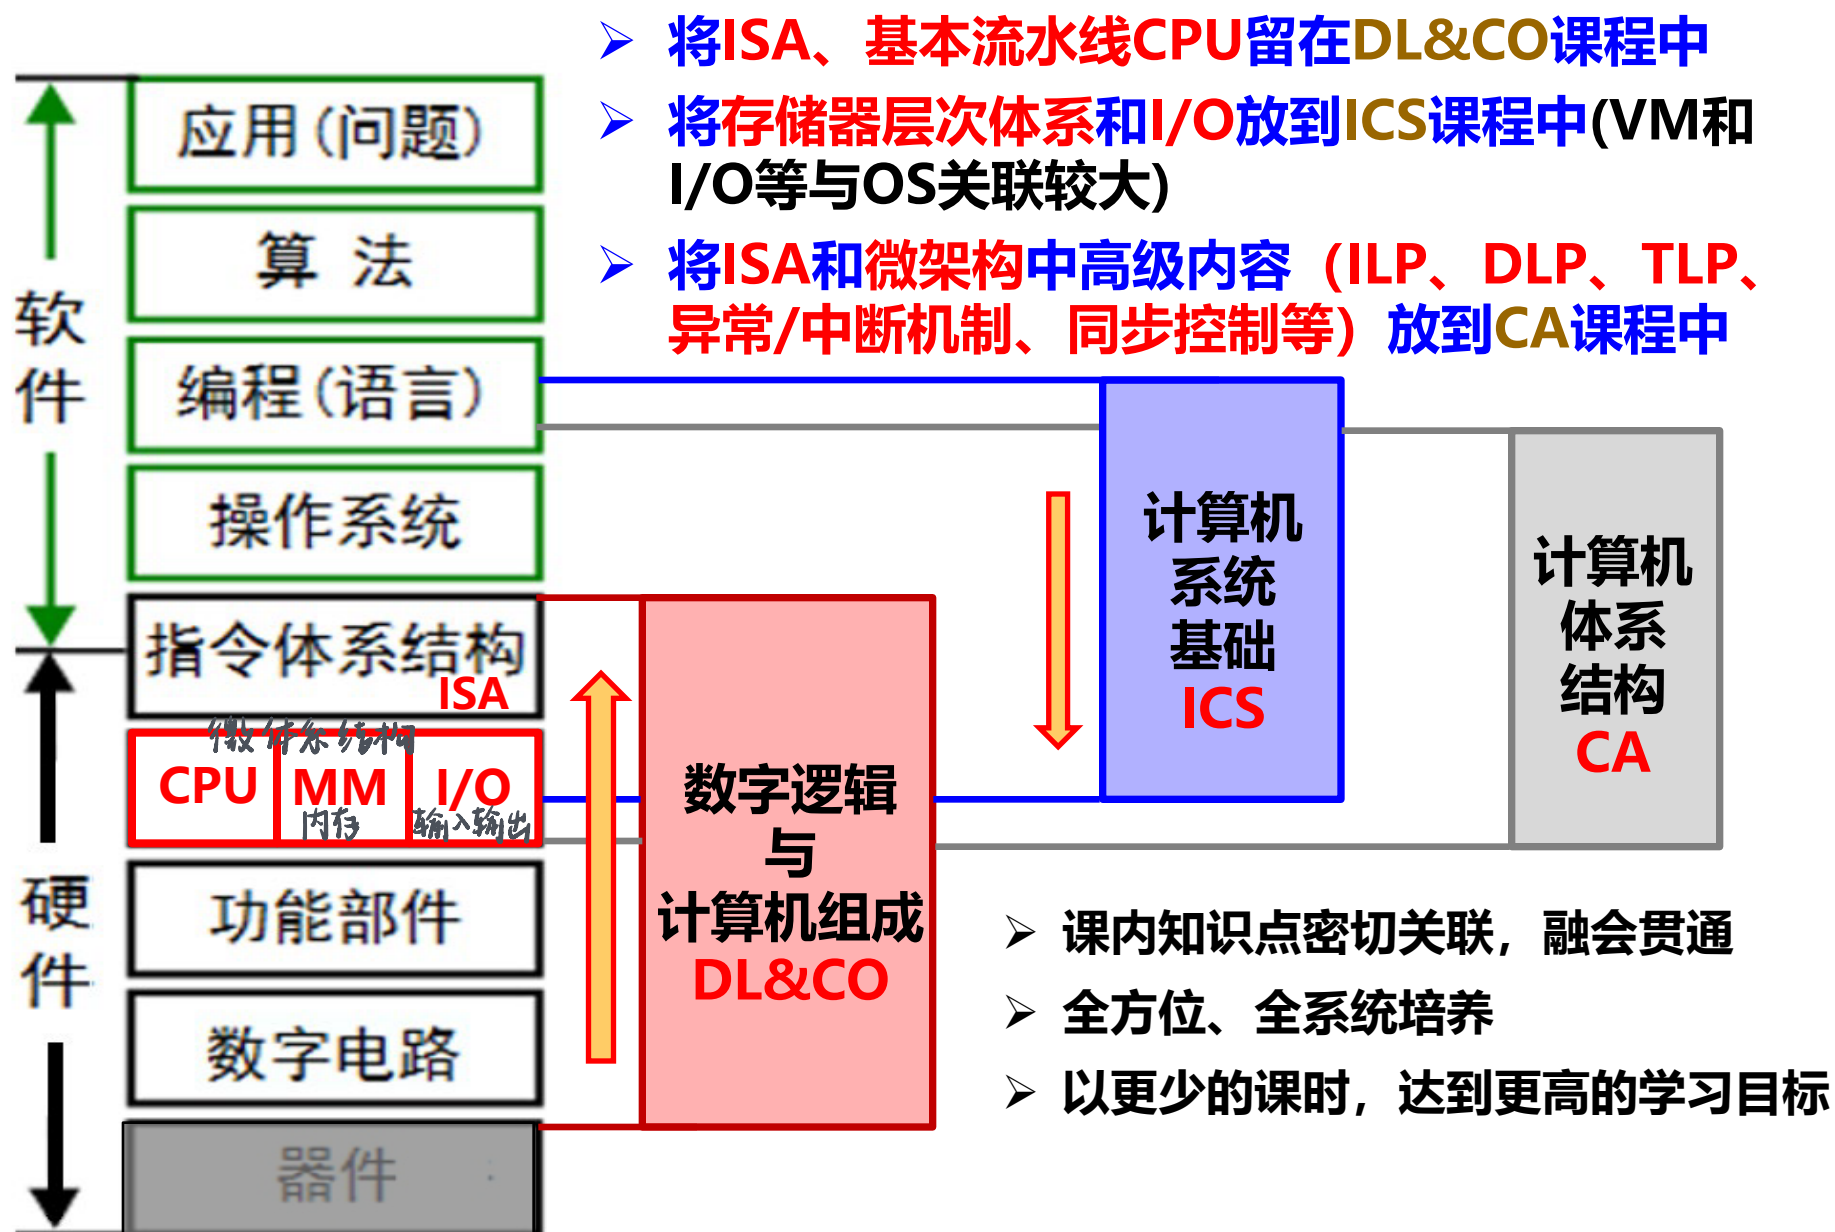 将ISA、基本流水线CPU留在DL&CO课程中
将存储器层次体系和I/O放到ICS课程中(VM和
I/O等与OS关联较大)
将ISA和微架构中高级内容（ILP、DLP、TLP、
异常/中断机制、同步控制等）放到CA课程中
软
件
硬
件
应用(问题)
算 法
编程(语言)
操作系统
指令体系结构
ISA
微体系结构
CPU
MM
I/O
内存
输入输出
功能部件
数字电路
器件
数字逻辑
与
计算机组成
DL&CO
计算机
系统
基础
ICS
计算机
体系
结构
CA
课内知识点密切关联，融会贯通
全方位、全系统培养
以更少的课时，达到更高的学习目标